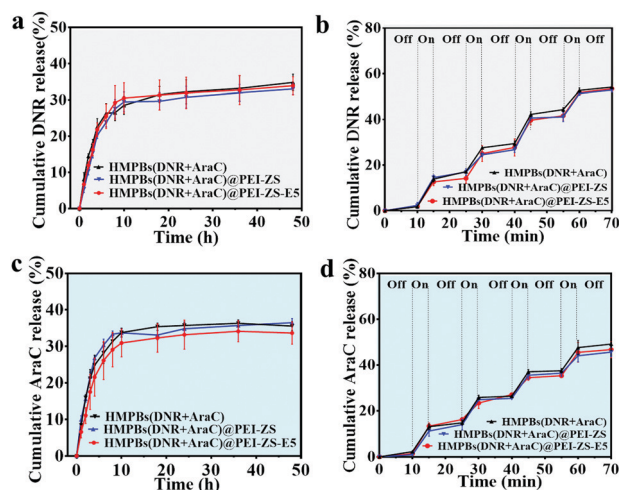 a
Cumulative DNR release(%)
60
50
40
30
20
10
0
HMPBs(DNR+AraC)
HMPBs(DNR+AraC)@PEI-ZS
HMPBs(DNR+AraC)@PEI-ZS-E5
0 10 20 30 40 50
Time (h)
b
Cumulative DNR release (%)
80
60
40
20
0
Off On Off On Off On Off On Off
HMPBs(DNR+AraC)
HMPBs(DNR+AraC)@PEI-ZS
HMPBs(DNR+AraC)@PEI-ZS-E5
0 10 20 30 40 50 60 70
Time (min)
c
Cumulative AraC release (%)
50
40
30
20
10
0
HMPBs(DNR+AraC)
HMPBs(DNR+AraC)@PEI-ZS
HMPBs(DNR+AraC)@PEI-ZS-E5
0 10 20 30 40 50
Time (h)
d
Cumulative AraC release (%)
80
60
40
20
0
Off On Off On Off On Off On Off
HMPBs(DNR+AraC)
HMPBs(DNR+AraC)@PEI-ZS
HMPBs(DNR+AraC)@PEI-ZS-E5
0 10 20 30 40 50 60 70
Time (min)